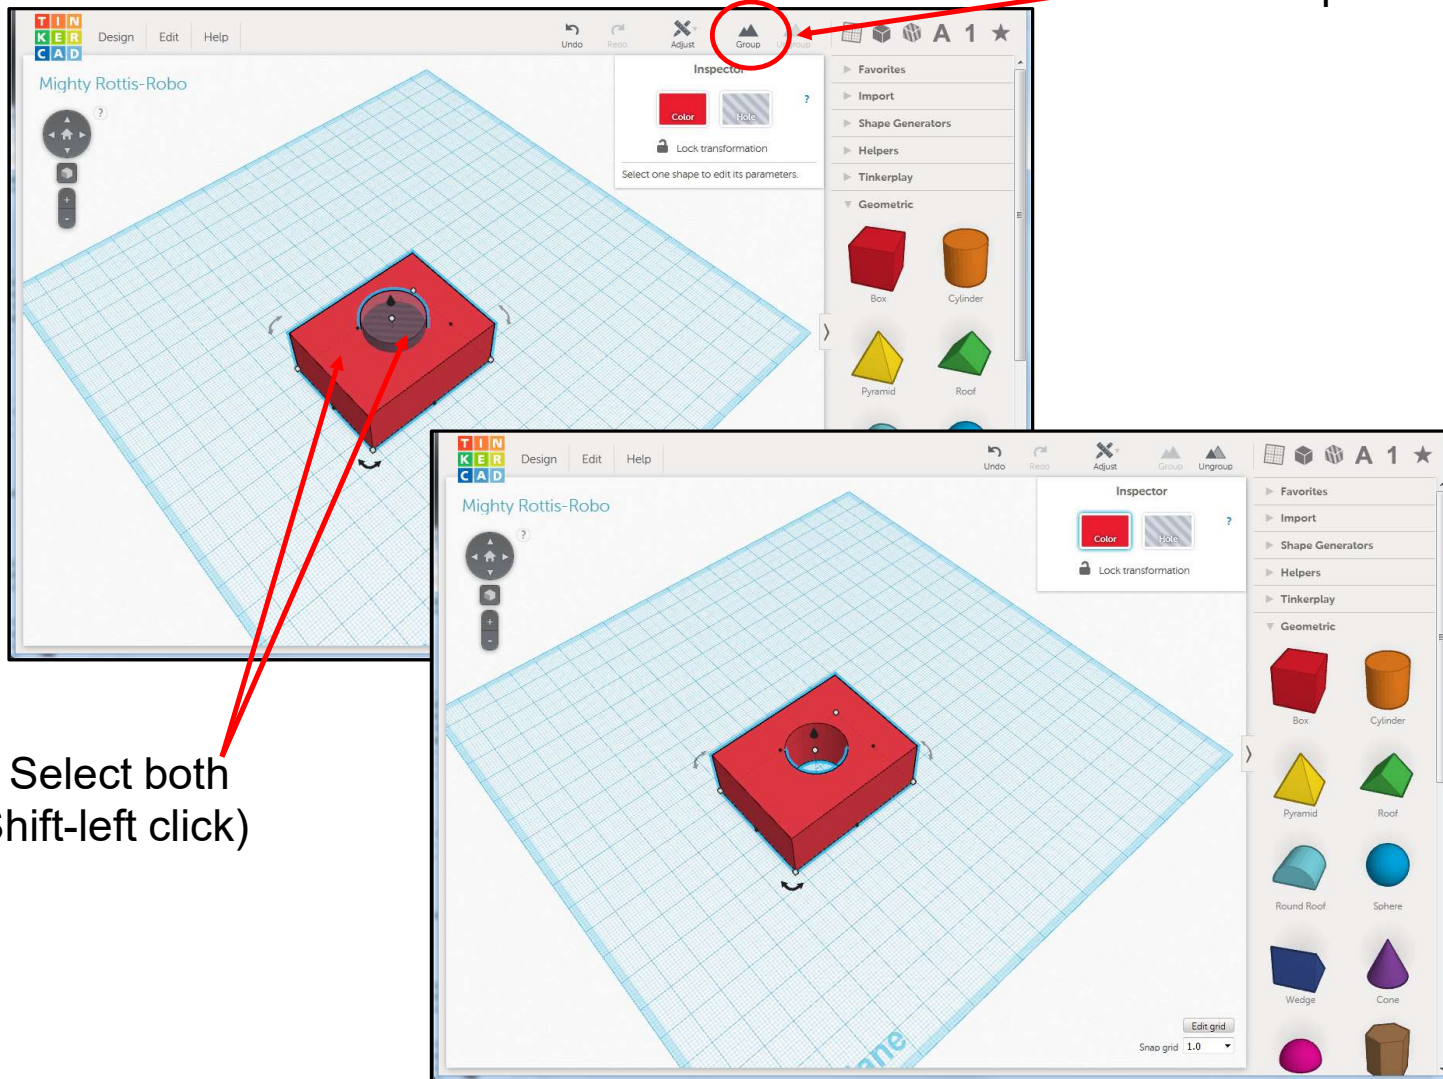 TIN
KER
CAD
Design Edit Help
Undo Redo Adjust Group Ungroup
A 1
Mighty Rottis-Robo
?
+
-
Inspector
Color Hole
?
Lock transformation
Select one shape to edit its parameters.
Favorites
Import
Shape Generators
Helpers
Tinkerplay
Geometric
Box Cylinder
Pyramid Roof
Select both
Shift-left click)
TIN
KER
CAD
Design Edit Help
Undo Redo Adjust Group Ungroup
A 1
Mighty Rottis-Robo
?
+
-
Inspector
Color Hole
?
Lock transformation
Favorites
Import
Shape Generators
Helpers
Tinkerplay
Geometric
Box Cylinder
Pyramid Roof
Round Roof Sphere
Wedge Cone
Edit grid
Snap grid 1.0